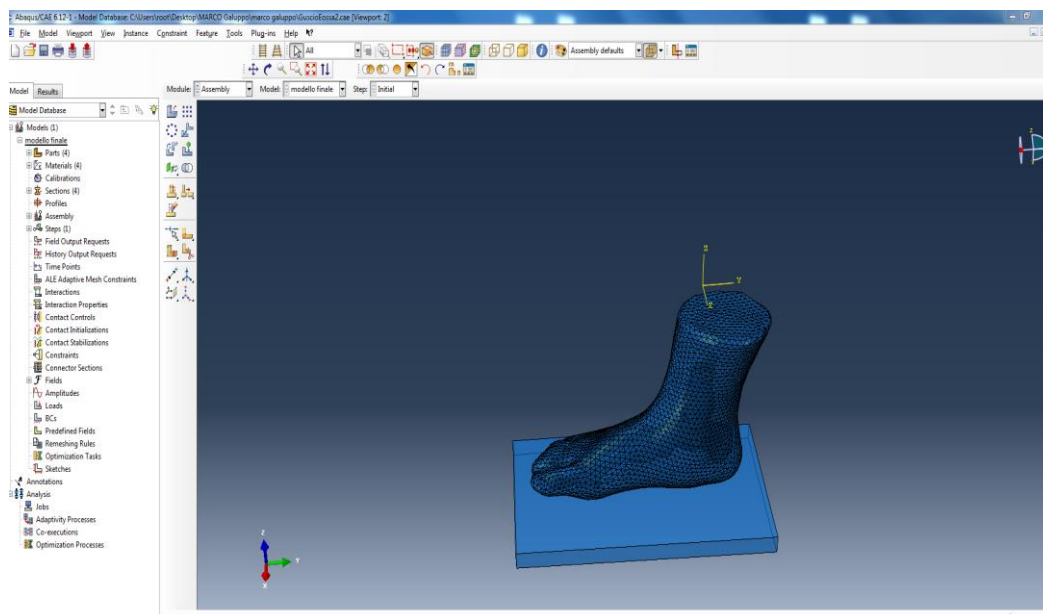 Abaqus/CAE 6.12-1 - Model Database: C:\Users\root\Desktop\MARCO Galuppo\marco galuppo\GuscioEossa2.cae [Viewport: 2]
File Model Viewport View Instance Constraint Feature Tools Plug-ins Help
All
Assembly defaults
Model Results
Module: Assembly Model: modello finale Step: Initial
Model Database
Models (1)
modello finale
Parts (4)
Materials (4)
Calibrations
Sections (4)
Profiles
Assembly
Steps (1)
Field Output Requests
History Output Requests
Time Points
ALE Adaptive Mesh Constraints
Interactions
Interaction Properties
Contact Controls
Contact Initializations
Contact Stabilizations
Constraints
Connector Sections
Fields
Amplitudes
Loads
BCs
Predefined Fields
Remeshing Rules
Optimization Tasks
Sketches
Annotations
Analysis
Jobs
Adaptivity Processes
Co-executions
Optimization Processes
Y
Z
Y
X